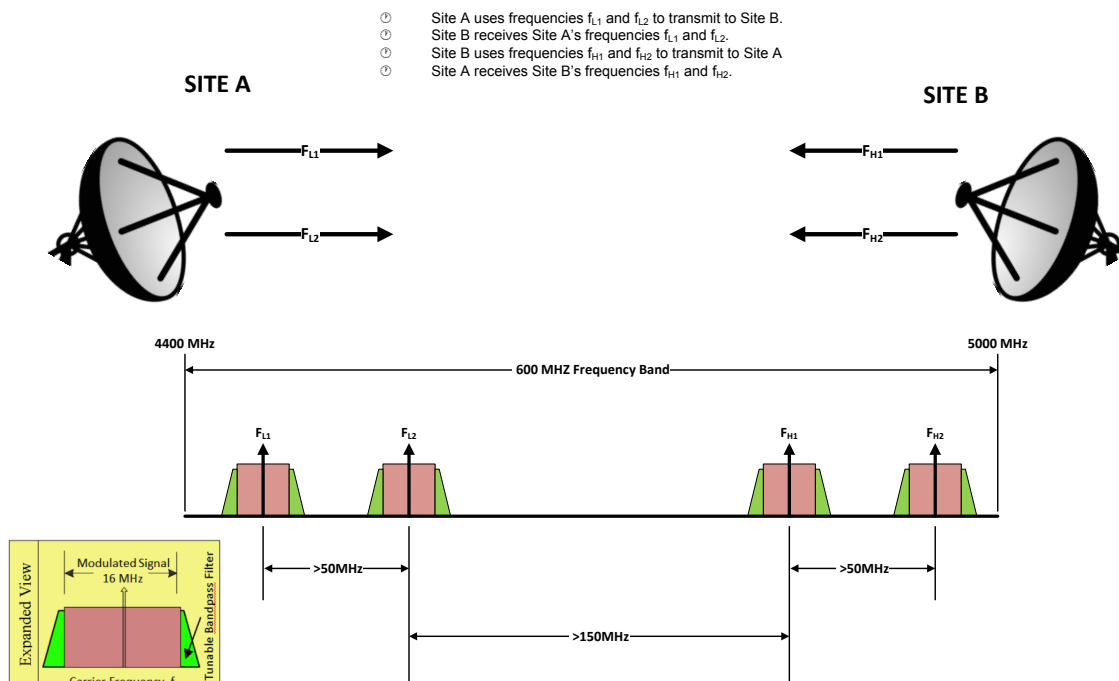 Site A uses frequencies fL1 and fL2 to transmit to Site B.
Site B receives Site A's frequencies fL1 and fL2.
Site B uses frequencies fH1 and fH2 to transmit to Site A
Site A receives Site B's frequencies fH1 and fH2.
SITE A
SITE B
FL1
FH1
FL2
FH2
4400 MHz
5000 MHz
600 MHZ Frequency Band
FL1
FL2
FH1
FH2
>50MHz
>50MHz
>150MHz
Expanded View
Modulated Signal
16 MHz
Tunable Bandpass Filter
Carrier Frequency, f